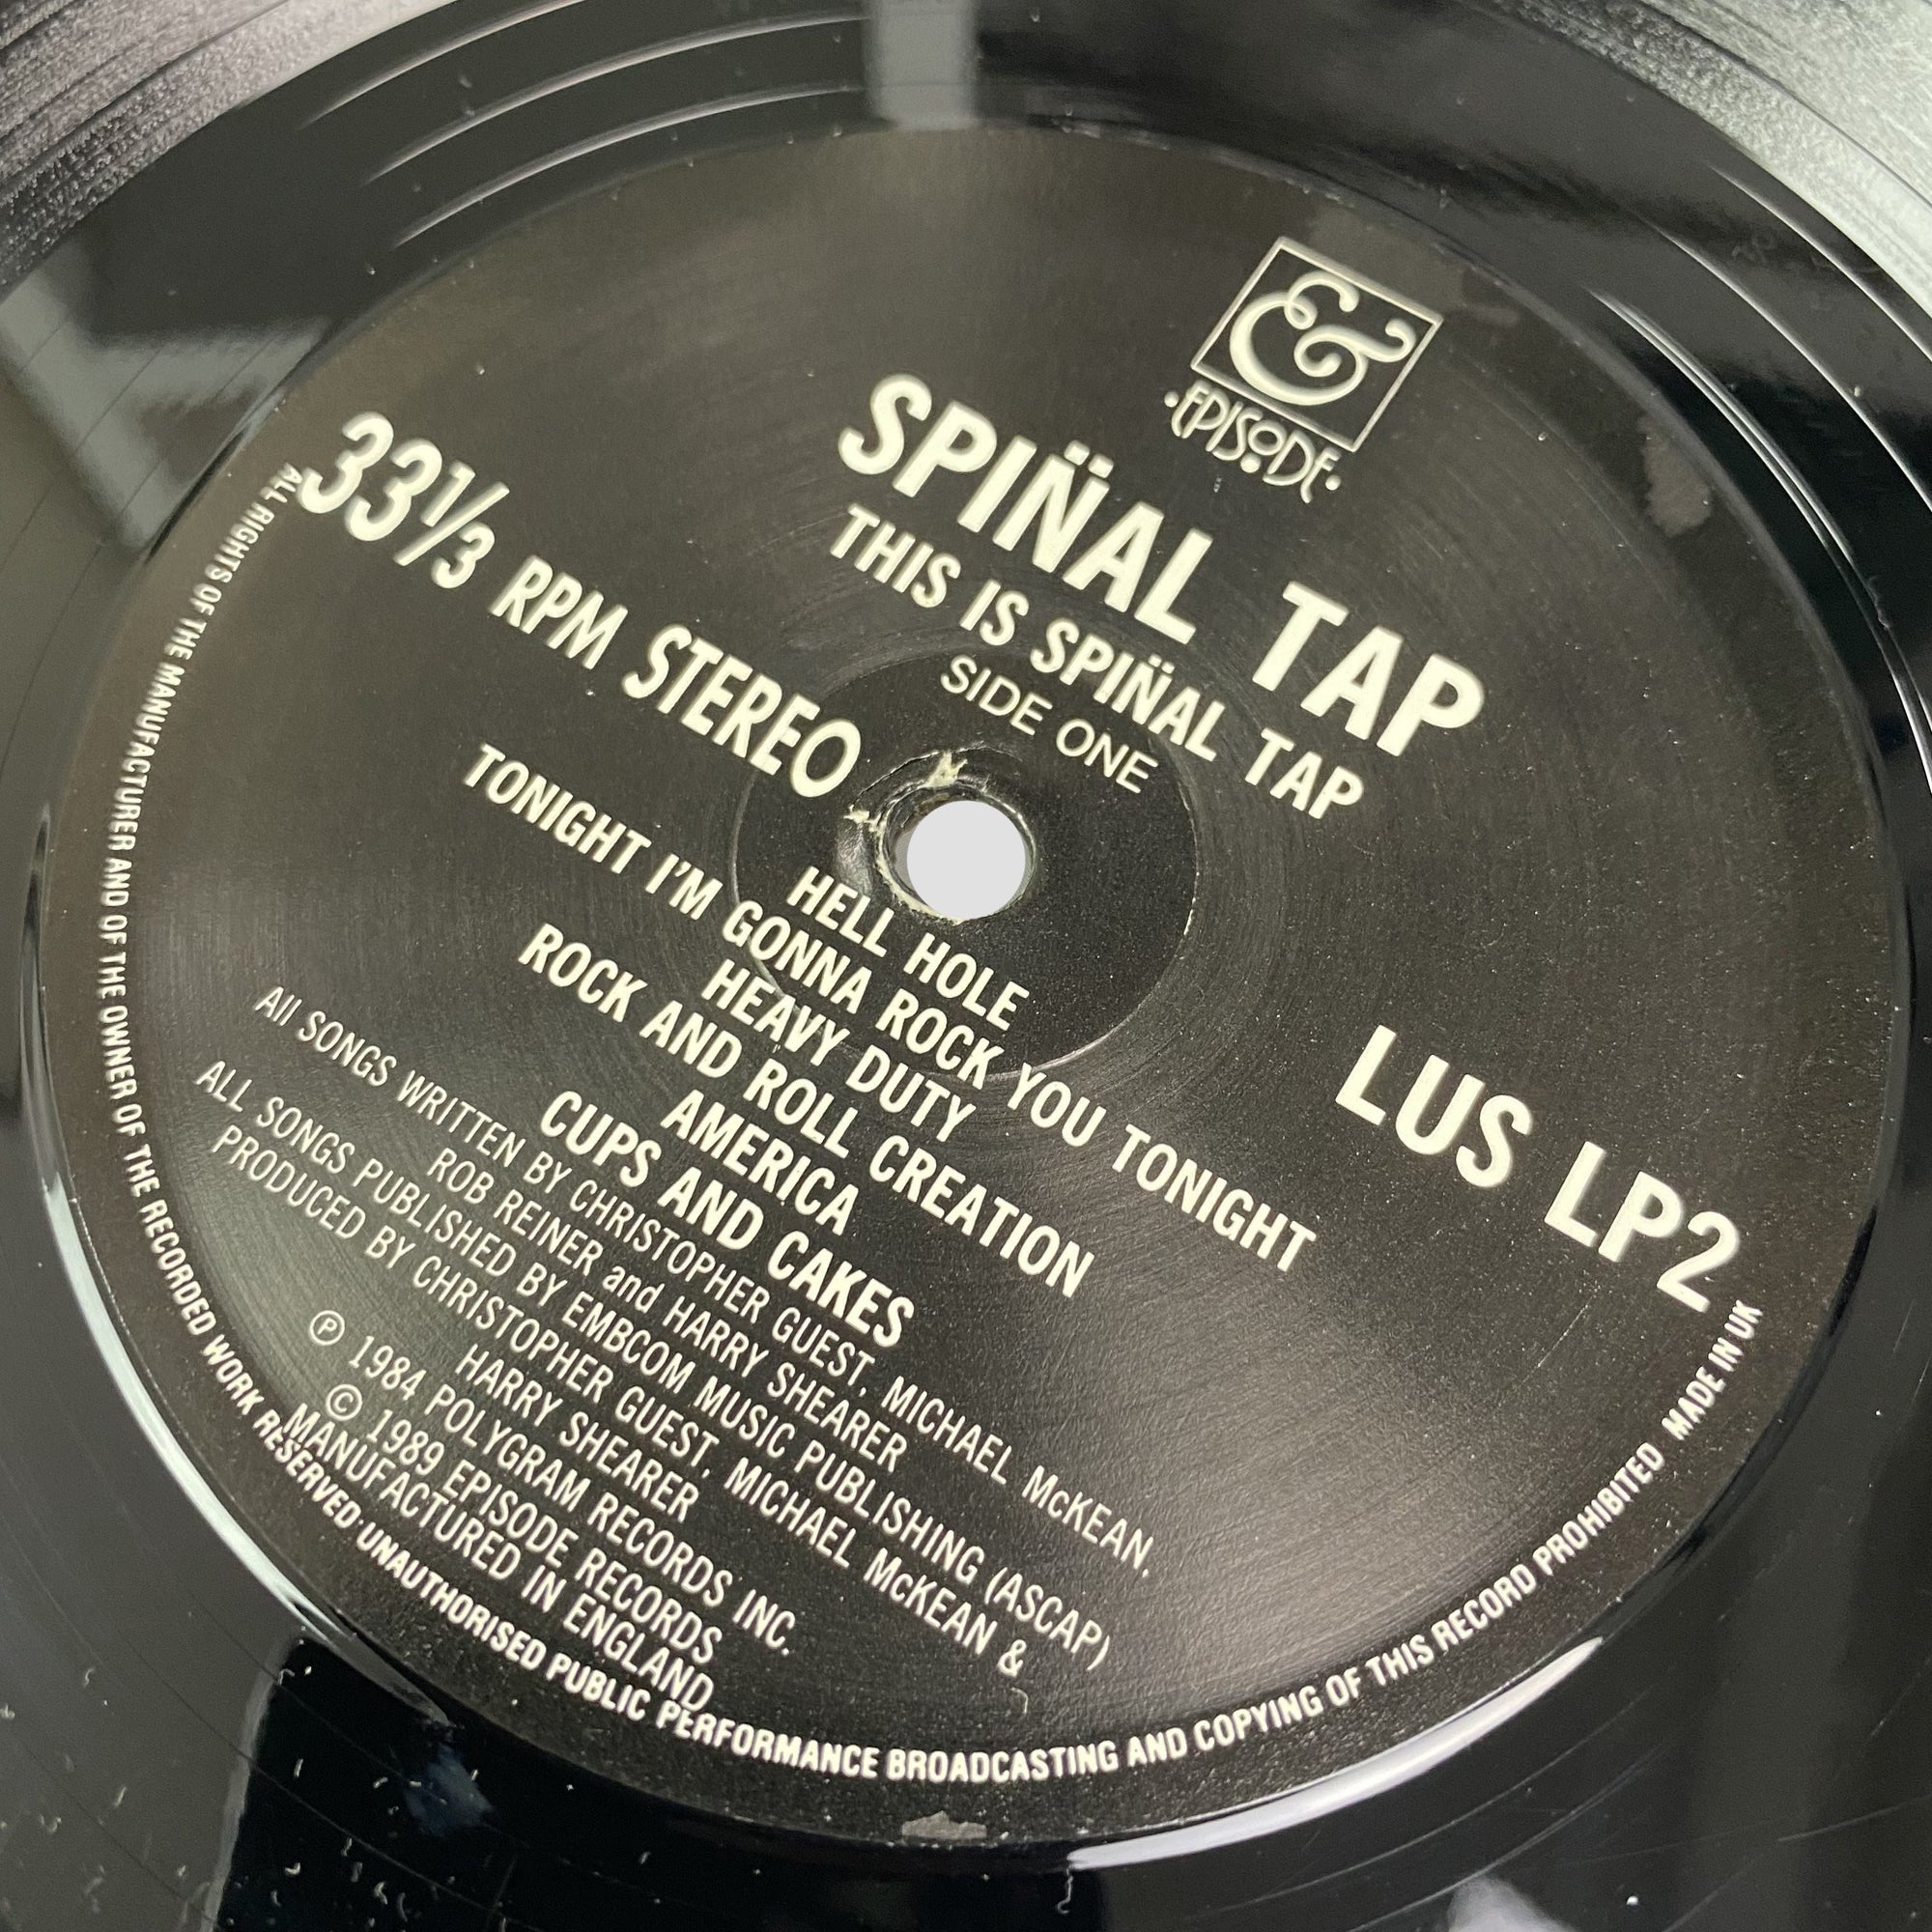 &
·EPISODE·
SPIN̈AL TAP
THIS IS SPIN̈AL TAP
SIDE ONE
33⅓ RPM STEREO
LUS LP2
HELL HOLE
TONIGHT I'M GONNA ROCK YOU TONIGHT
HEAVY DUTY
ROCK AND ROLL CREATION
AMERICA
CUPS AND CAKES
All SONGS WRITTEN BY CHRISTOPHER GUEST, MICHAEL McKEAN,
ROB REINER and HARRY SHEARER
ALL SONGS PUBLISHED BY EMBCOM MUSIC PUBLISHING (ASCAP)
PRODUCED BY CHRISTOPHER GUEST, MICHAEL McKEAN &
HARRY SHEARER
℗ 1984 POLYGRAM RECORDS INC.
© 1989 EPISODE RECORDS
MANUFACTURED IN ENGLAND
ALL RIGHTS OF THE MANUFACTURER AND OF THE OWNER OF THE RECORDED WORK RESERVED·UNAUTHORISED PUBLIC PERFORMANCE BROADCASTING AND COPYING OF THIS RECORD PROHIBITED MADE IN UK